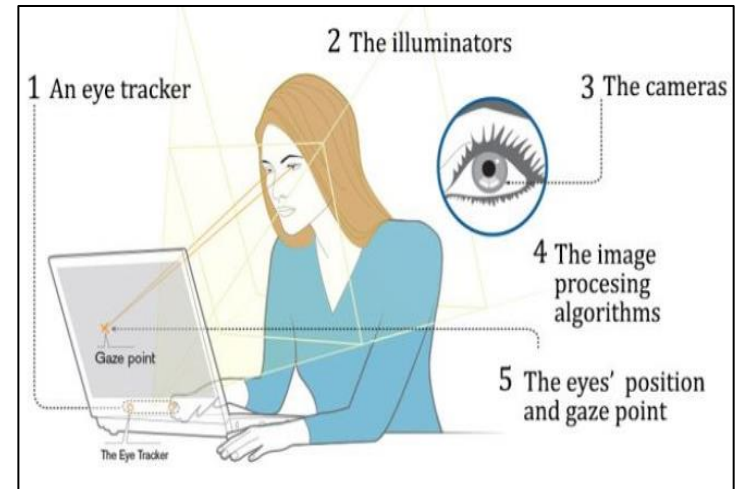 2 The illuminators
1 An eye tracker
3 The cameras
4 The image
procesing
algorithms
Gaze point
5 The eyes' position
and gaze point
The Eye Tracker